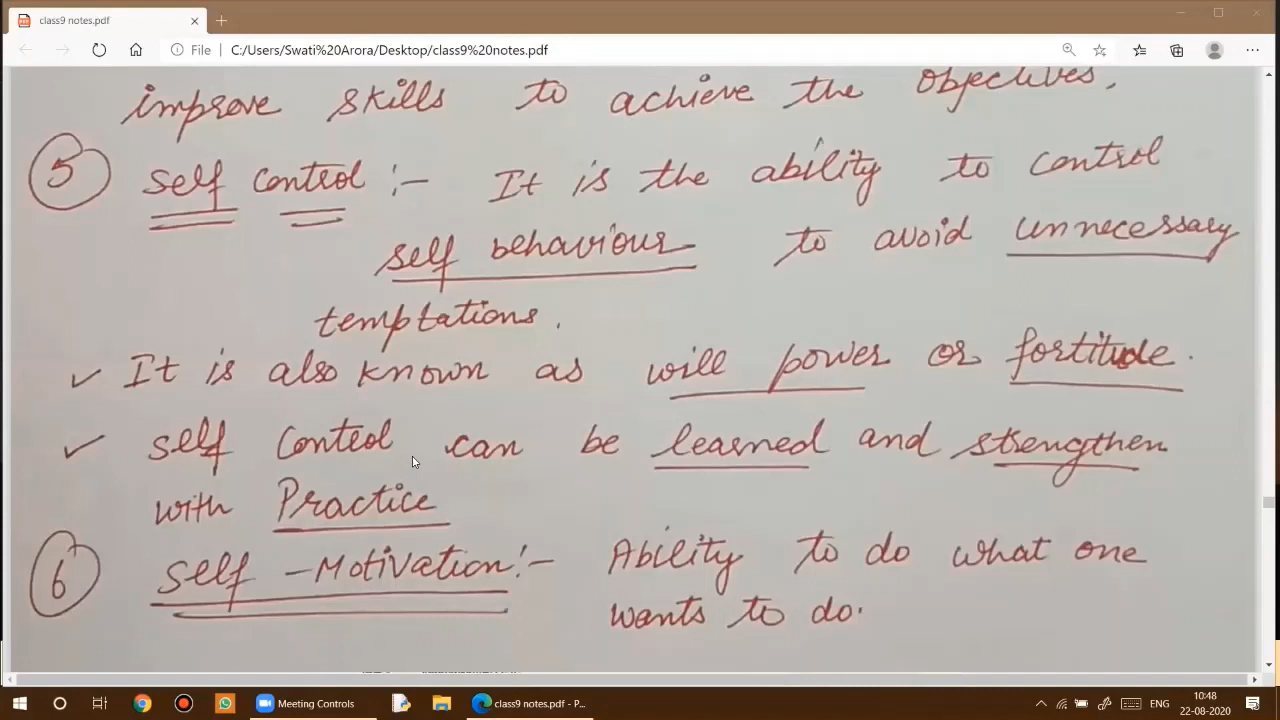 class9 notes.pdf
File C:/Users/Swati%20Arora/Desktop/class9%20notes.pdf
improve skills to achieve the objectives.
5 self control :- It is the ability to control
self behaviour to avoid unnecessary
temptations.
✓ It is also known as will power or fortitude.
✓ self control can be learned and strengthen
with Practice
6 self - Motivation :- Ability to do what one
wants to do.
Meeting Controls
class9 notes.pdf - P...
ENG
10:48
22-08-2020